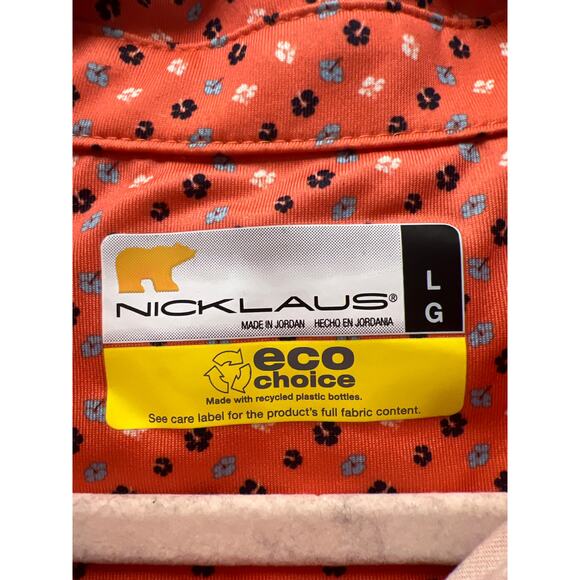 NICKLAUS®
MADE IN JORDAN HECHO EN JORDANIA
L
G
eco
choice
Made with recycled plastic bottles.
See care label for the product's full fabric content.